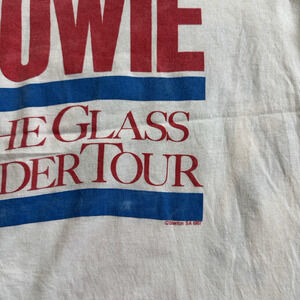 OWIE
HE GLASS
DER TOUR